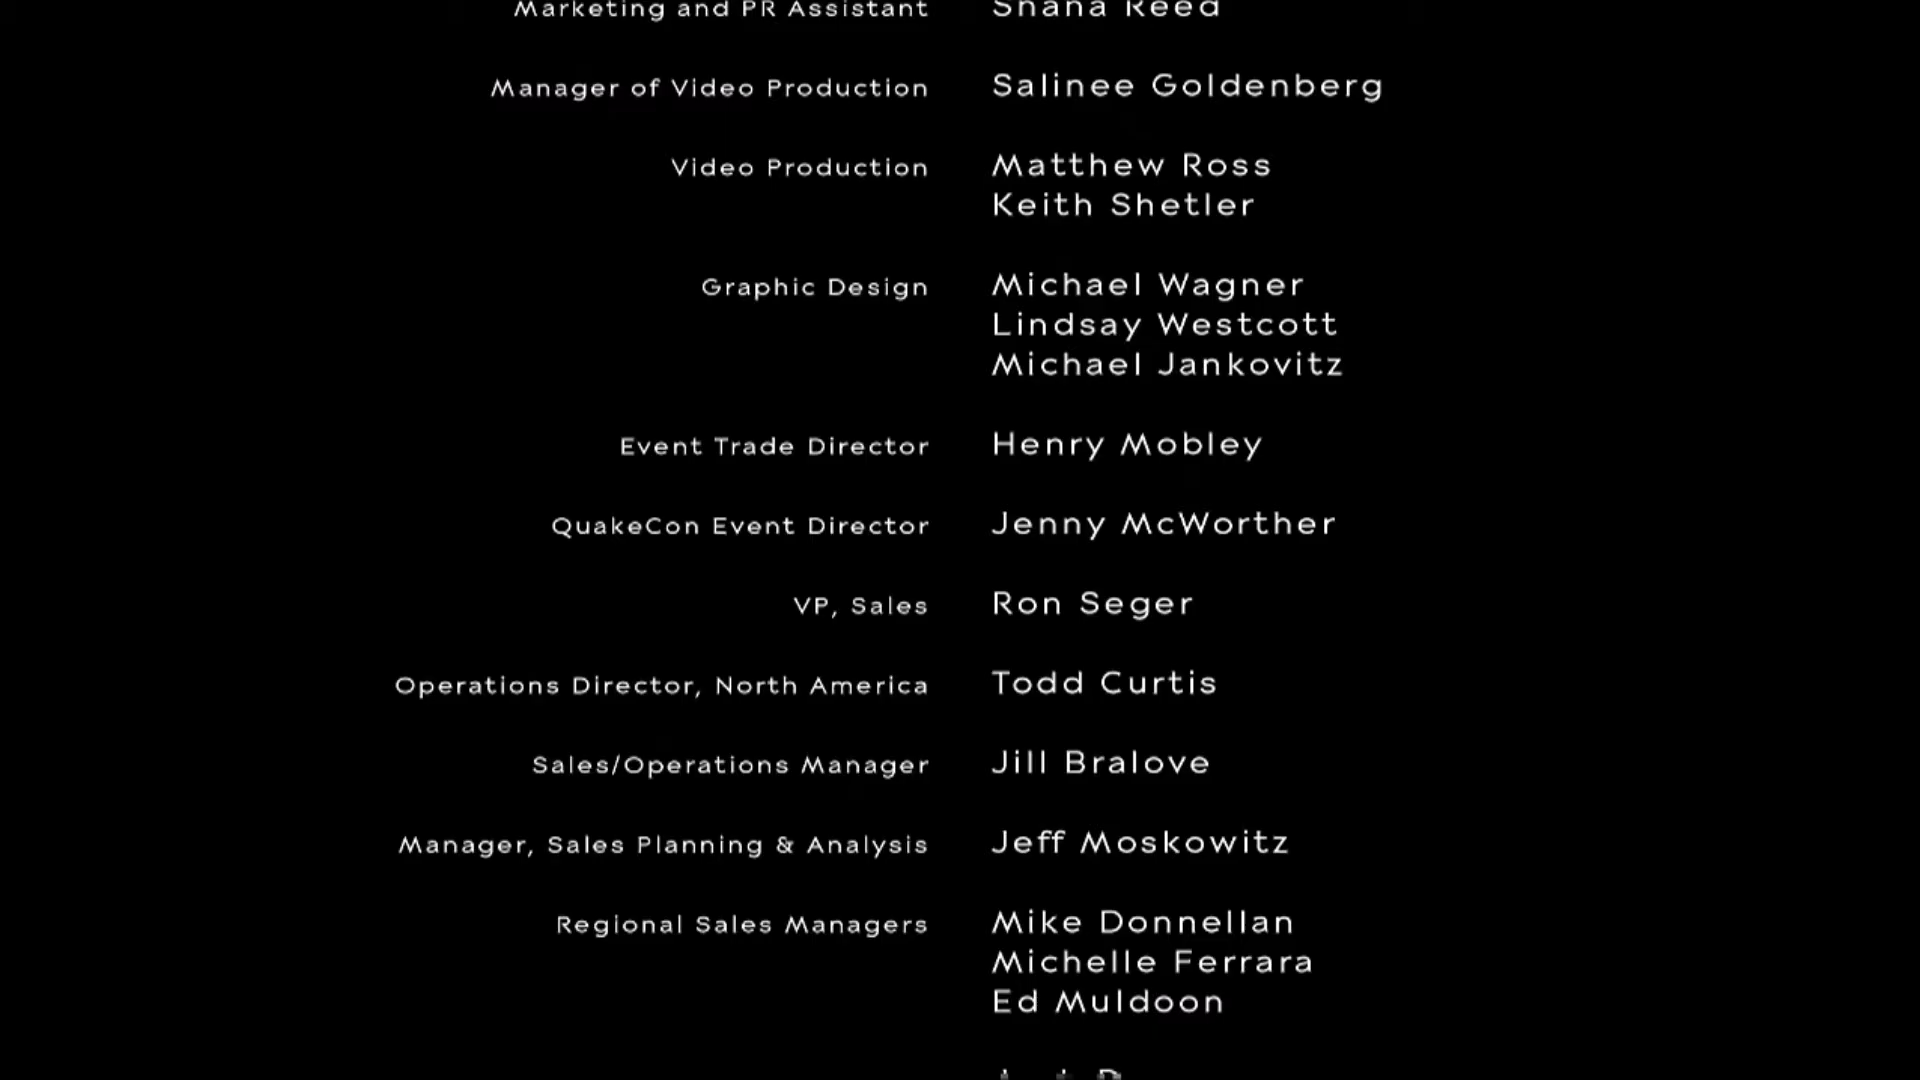 Marketing and PR Assistant Shana Reed
Manager of Video Production Salinee Goldenberg
Video Production Matthew Ross
Keith Shetler
Graphic Design Michael Wagner
Lindsay Westcott
Michael Jankovitz
Event Trade Director Henry Mobley
QuakeCon Event Director Jenny McWorther
VP, Sales Ron Seger
Operations Director, North America Todd Curtis
Sales/Operations Manager Jill Bralove
Manager, Sales Planning & Analysis Jeff Moskowitz
Regional Sales Managers Mike Donnellan
Michelle Ferrara
Ed Muldoon